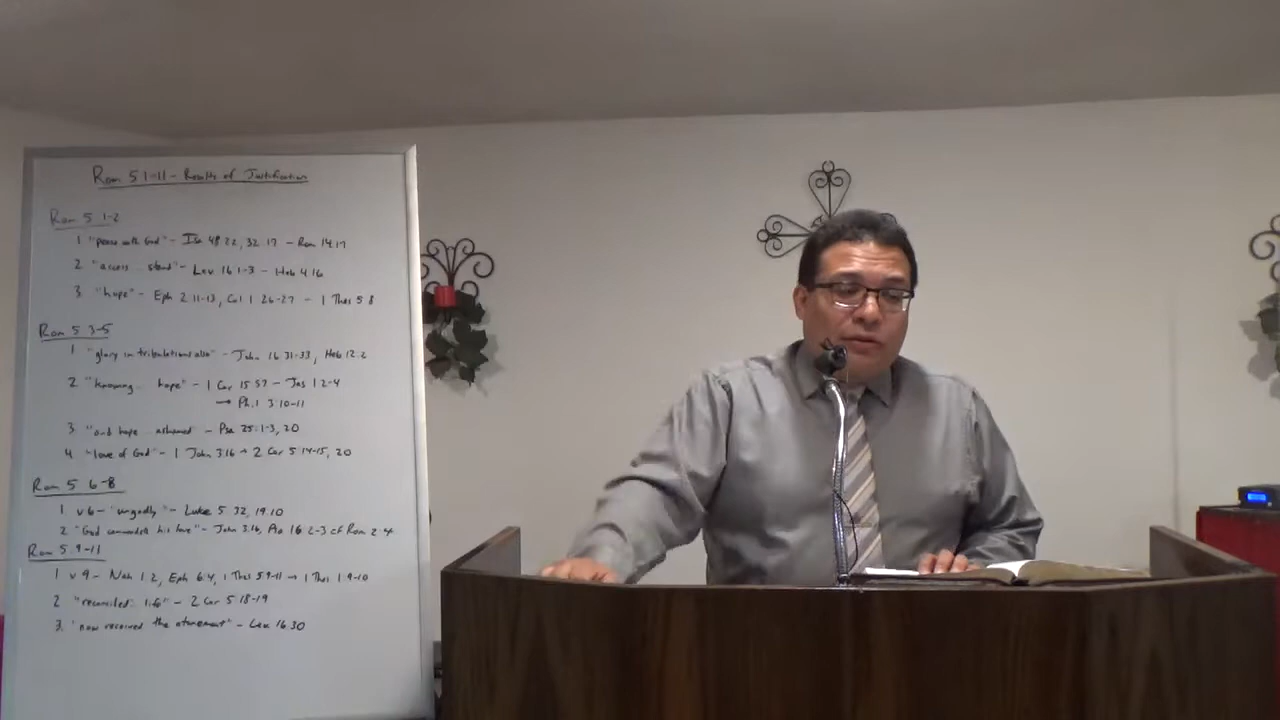 Rom 5 1-11 - Results of Justification
Rom 5 1-2
1 "peace with God" - Isa 48 22, 32 17 - Rom 14 17
2 "access... stand" - Lev 16 1-3 - Heb 4 16
3 "hope" - Eph 2 11-13, Col 1 26-27 - 1 Thes 5 8
Rom 5 3-5
1 "glory in tribulations also" - John 16 31-33, Heb 12 2
2 "knowing... hope" - 1 Cor 15 57 - Jas 1 2-4
→ Phil 3 10-11
3 "and hope... ashamed" - Psa 25:1-3, 20
4 "love of God" - 1 John 3 16 → 2 Cor 5 14-15, 20
Rom 5 6-8
1 v6 - "ungodly" - Luke 5 32, 19 10
2 "God commendeth his love" - John 3 16, 16 2-3 cf Rom 2 4
Rom 5 9-11
1 v9 - Nah 1 2, Eph 5 6, 1 Thes 5 9-11 → 1 Thes 1 9-10
2 "reconciled... life" - 2 Cor 5 18-19
3. "now received the atonement" - Lev 16 30